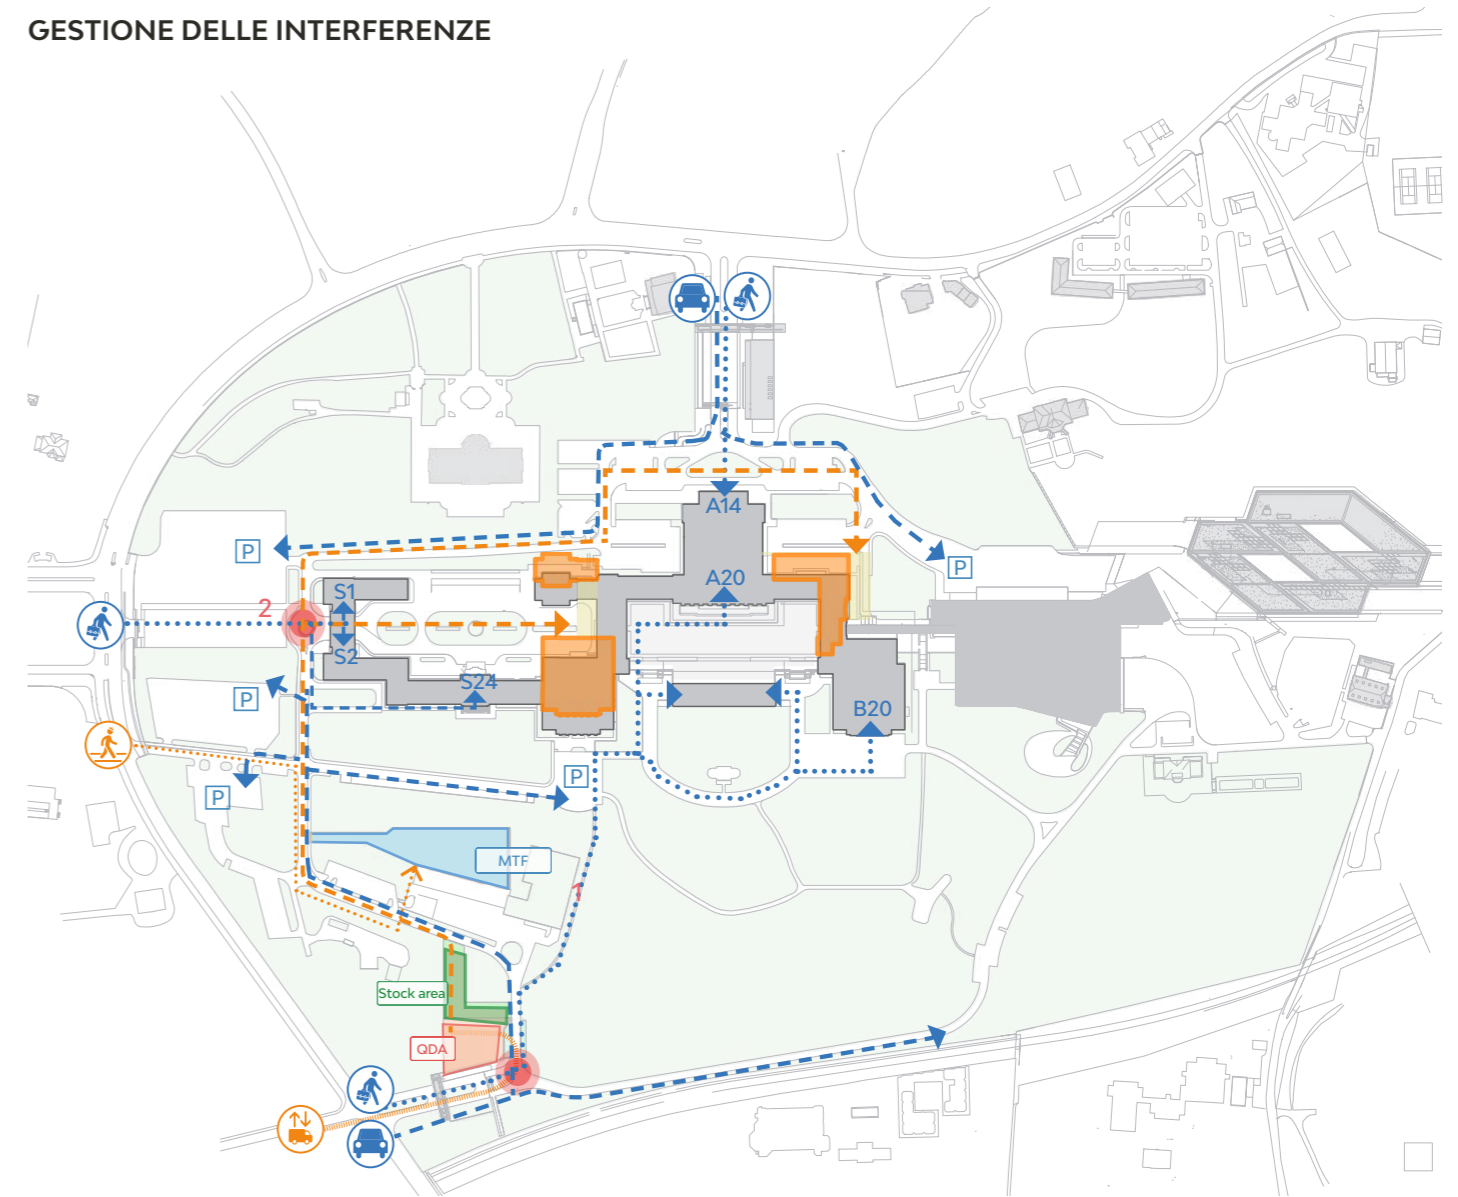 GESTIONE DELLE INTERFERENZE
A14
P
P
A20
S1
2
S2
S24
P
B20
P
P
MTF
1
Stock area
QDA